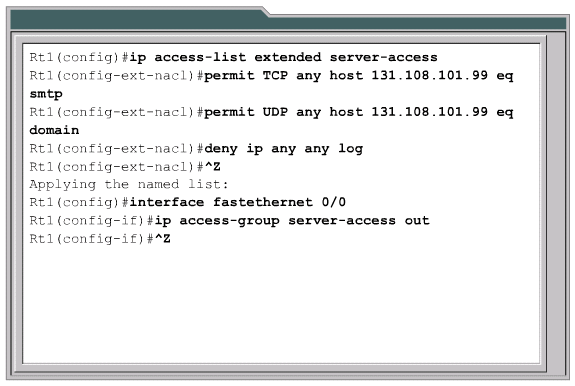 Rt1(config)#ip access-list extended server-access
Rt1(config-ext-nacl)#permit TCP any host 131.108.101.99 eq
smtp
Rt1(config-ext-nacl)#permit UDP any host 131.108.101.99 eq
domain
Rt1(config-ext-nacl)#deny ip any any log
Rt1(config-ext-nacl)#^Z
Applying the named list:
Rt1(config)#interface fastethernet 0/0
Rt1(config-if)#ip access-group server-access out
Rt1(config-if)#^Z